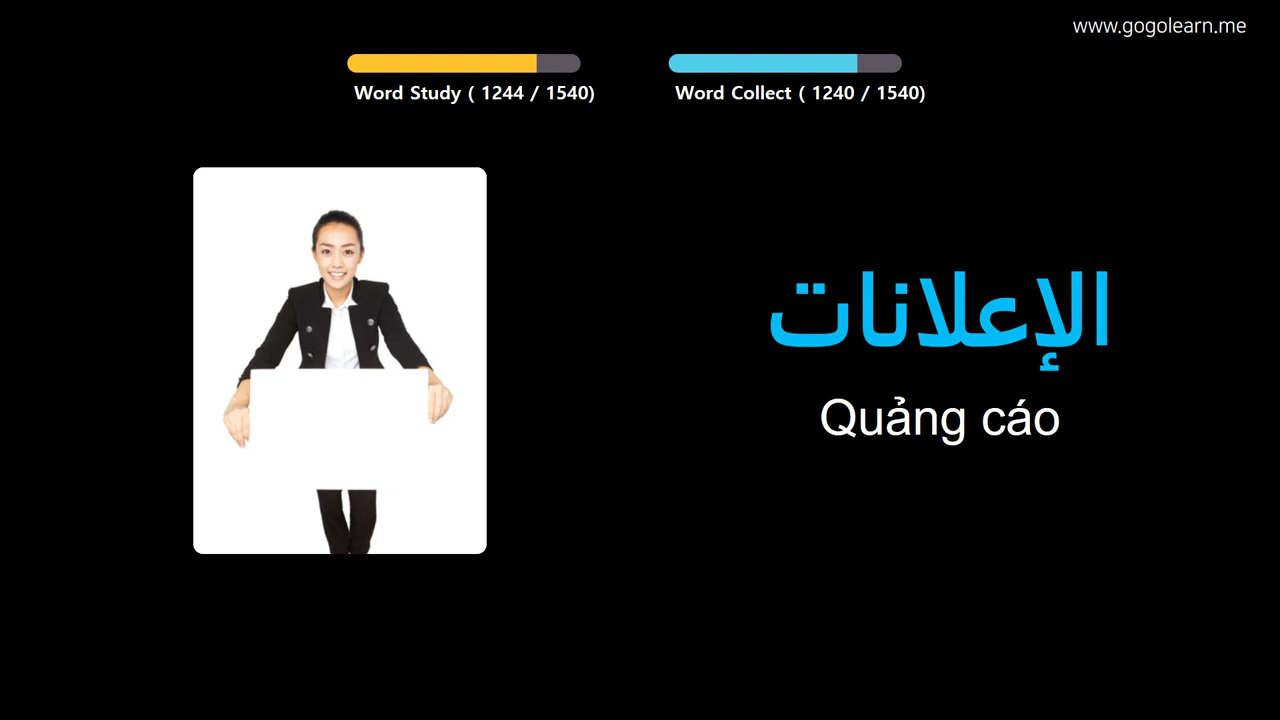 www.gogolearn.me
Word Study ( 1244 / 1540)
Word Collect ( 1240 / 1540)
الإعلانات
Quảng cáo